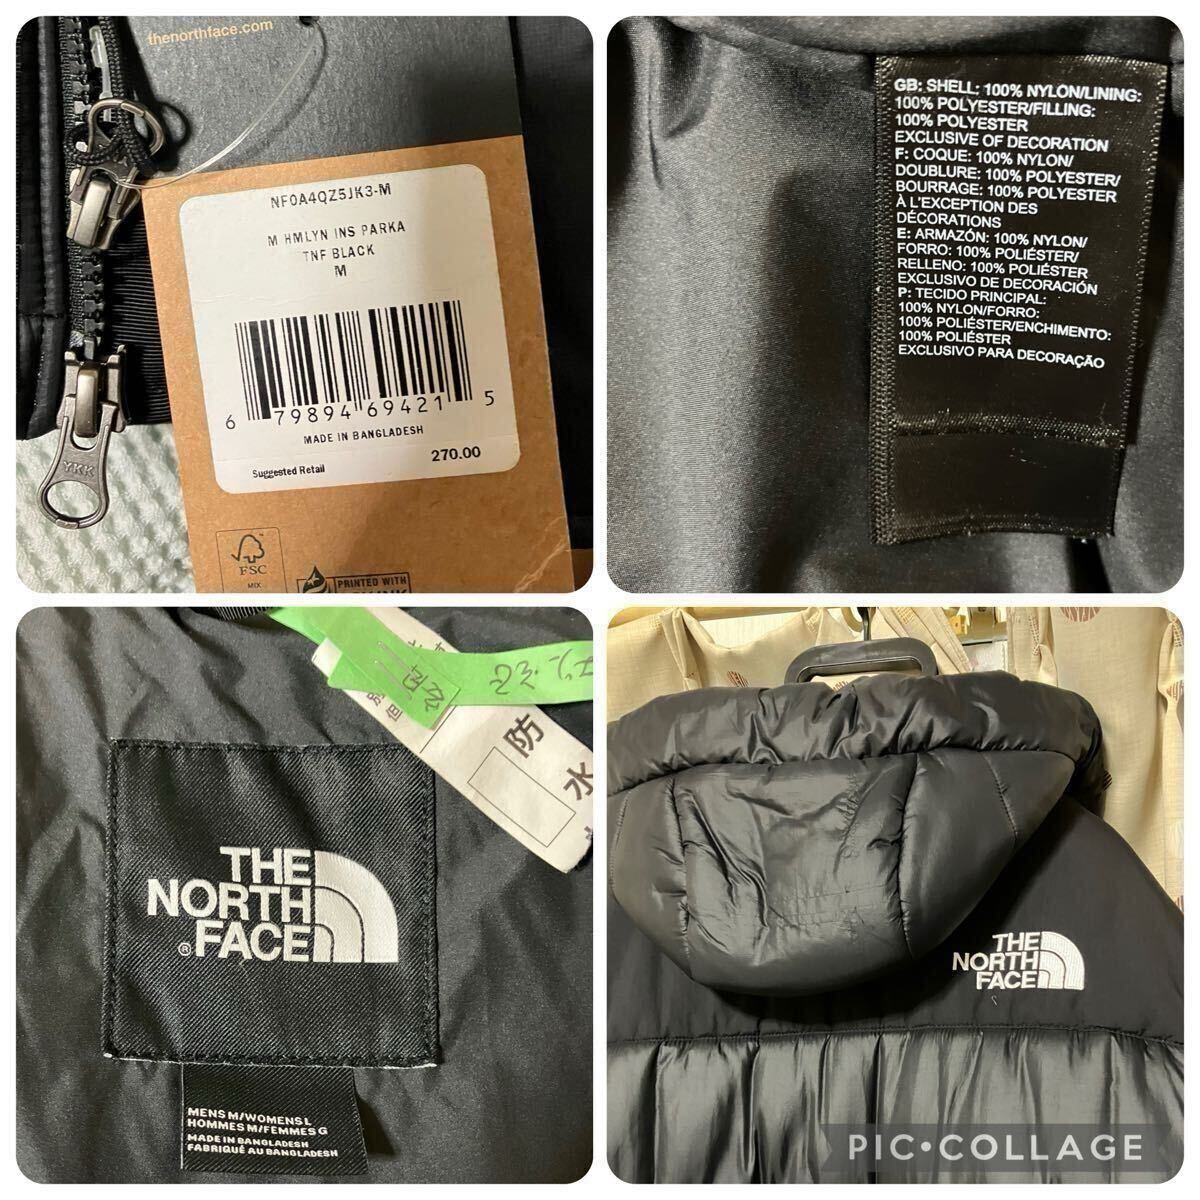 thenorthface.com
NF0A4QZ5JK3-M
M HMLYN INS PARKA
TNF BLACK
M
6 79894 69421 5
MADE IN BANGLADESH
270.00
Suggested Retail
YKK
FSC
MIX
PRINTED WITH
GB: SHELL: 100% NYLON/LINING:
100% POLYESTER/FILLING:
100% POLYESTER
EXCLUSIVE OF DECORATION
F: COQUE: 100% NYLON/
DOUBLURE: 100% POLYESTER/
BOURRAGE: 100% POLYESTER
À L'EXCEPTION DES
DÉCORATIONS
E: ARMAZÓN: 100% NYLON/
FORRO: 100% POLIÉSTER/
RELLENO: 100% POLIÉSTER
EXCLUSIVO DE DECORACIÓN
P: TECIDO PRINCIPAL:
100% NYLON/FORRO:
100% POLIÉSTER/ENCHIMENTO:
100% POLIÉSTER
EXCLUSIVO PARA DECORAÇÃO
防
水
THE
NORTH
® FACE
MENS M/WOMENS L
HOMMES M/FEMMES G
MADE IN BANGLADESH
FABRIQUÉ AU BANGLADESH
THE
NORTH
FACE
PIC•COLLAGE